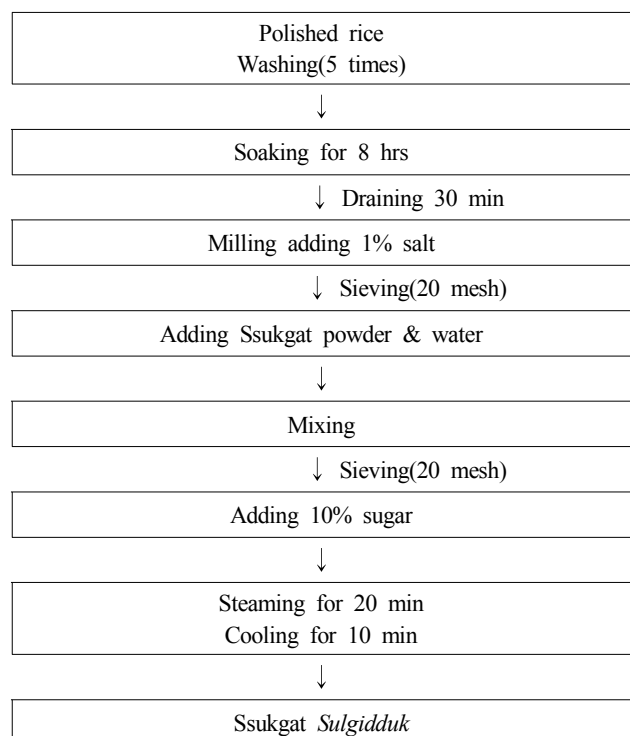 Polished rice
Washing(5 times)
↓
Soaking for 8 hrs
↓ Draining 30 min
Milling adding 1% salt
↓ Sieving(20 mesh)
Adding Ssukgat powder & water
↓
Mixing
↓ Sieving(20 mesh)
Adding 10% sugar
↓
Steaming for 20 min
Cooling for 10 min
↓
Ssukgat Sulgidduk